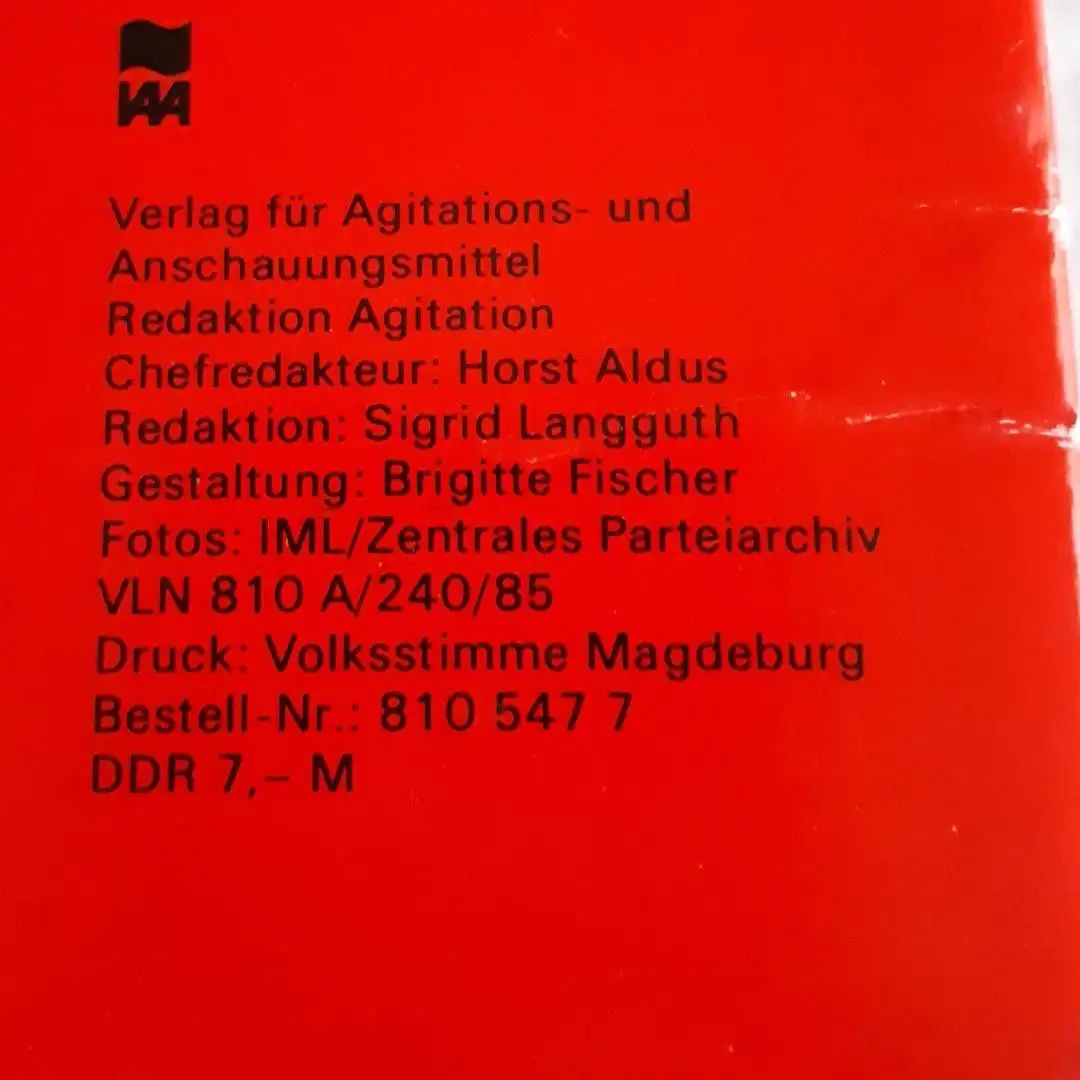 VAA
Verlag für Agitations- und
Anschauungsmittel
Redaktion Agitation
Chefredakteur: Horst Aldus
Redaktion: Sigrid Langguth
Gestaltung: Brigitte Fischer
Fotos: IML/Zentrales Parteiarchiv
VLN 810 A/240/85
Druck: Volksstimme Magdeburg
Bestell-Nr.: 810 547 7
DDR 7,– M